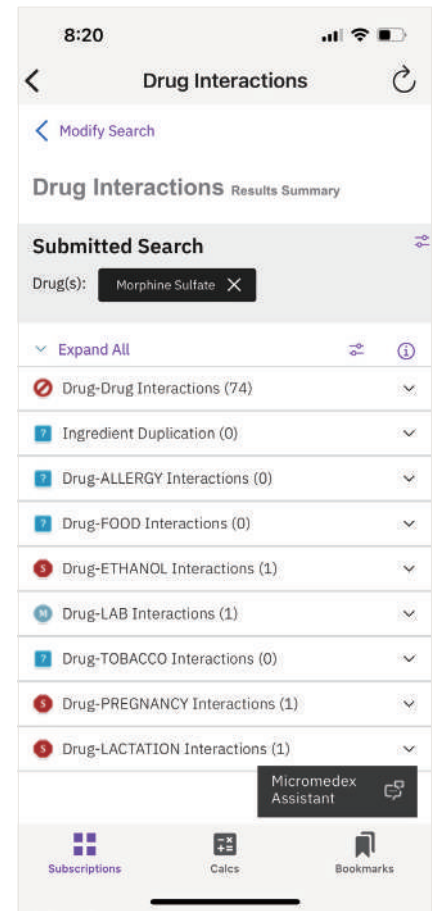 8:20
Drug Interactions
Modify Search
Drug Interactions Results Summary
Submitted Search
Drug(s): Morphine Sulfate X
Expand All
Drug-Drug Interactions (74)
? Ingredient Duplication (0)
? Drug-ALLERGY Interactions (0)
? Drug-FOOD Interactions (0)
S Drug-ETHANOL Interactions (1)
M Drug-LAB Interactions (1)
? Drug-TOBACCO Interactions (0)
S Drug-PREGNANCY Interactions (1)
S Drug-LACTATION Interactions (1)
Micromedex
Assistant
Subscriptions Calcs Bookmarks